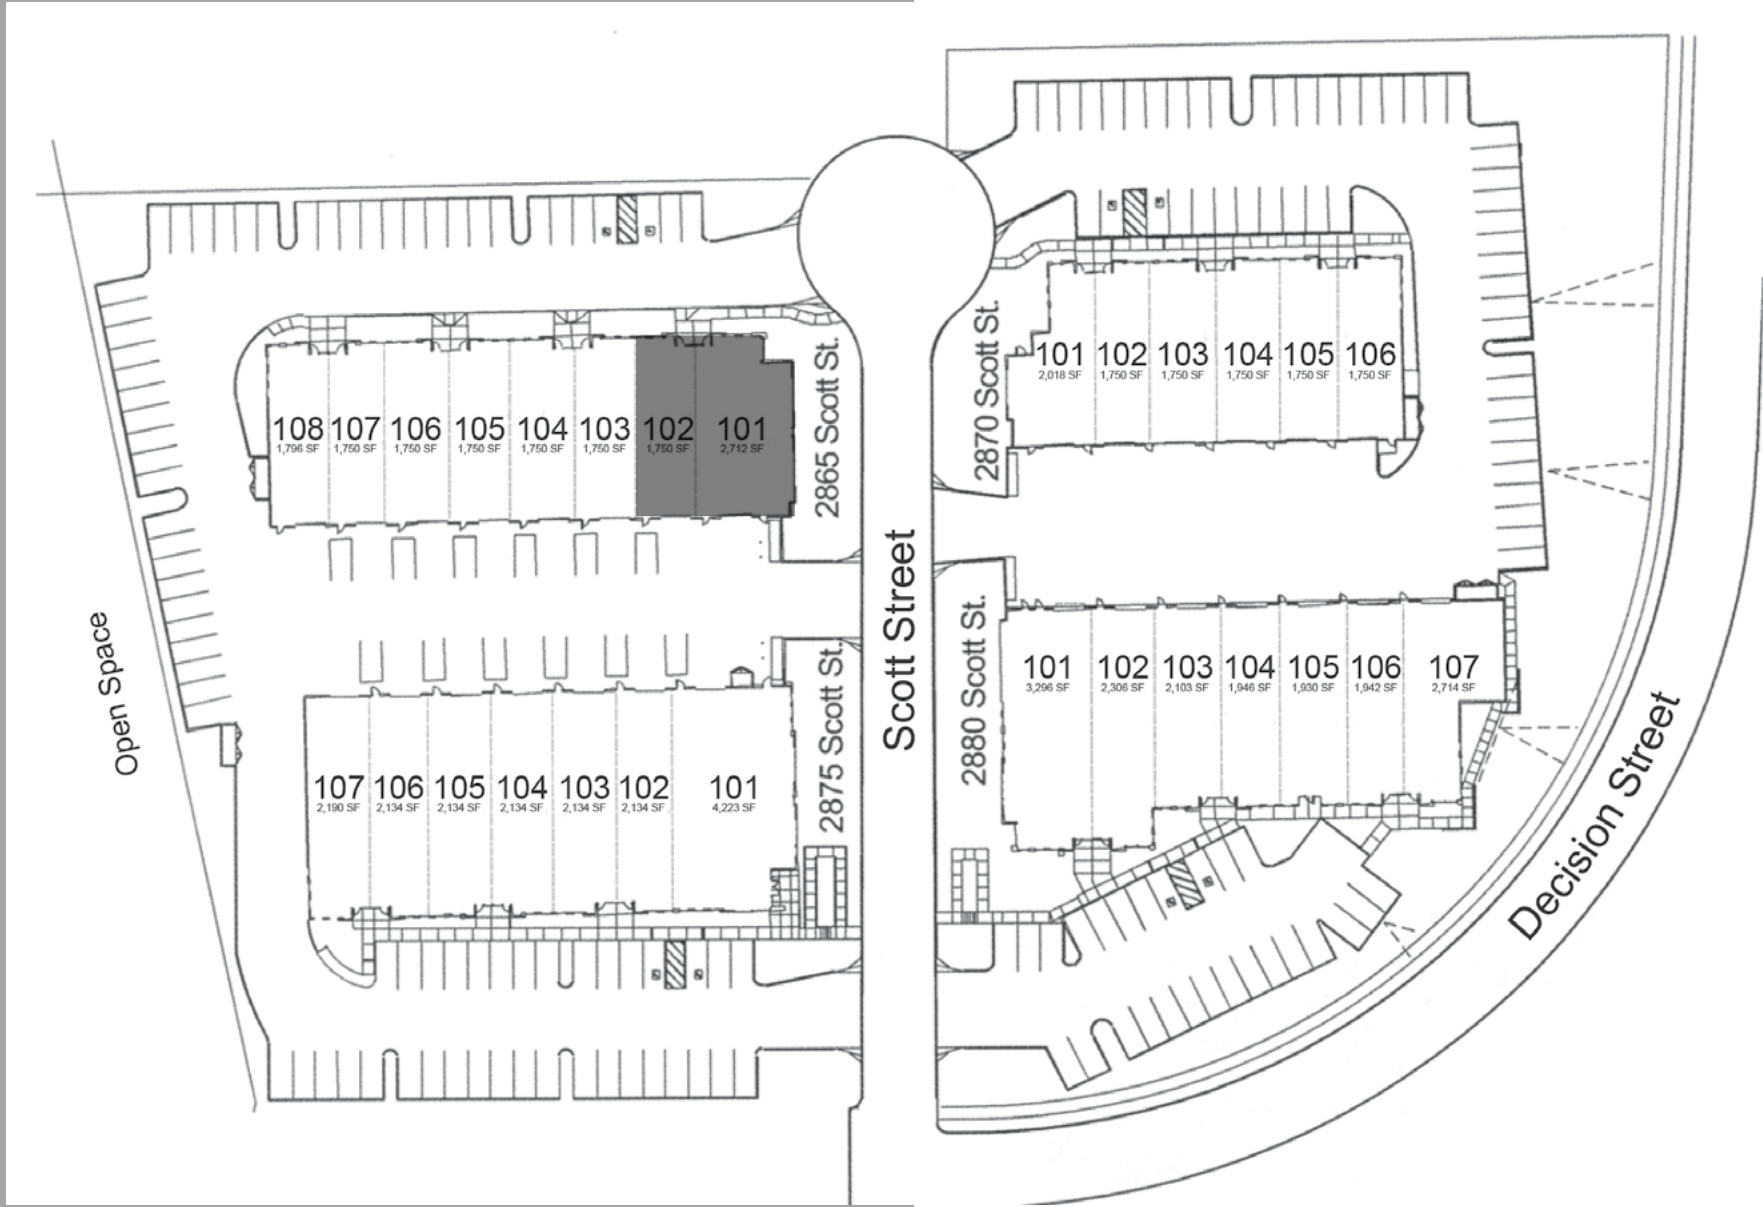 108
1,796 SF
107
1,750 SF
106
1,750 SF
105
1,750 SF
104
1,750 SF
103
1,750 SF
102
1,750 SF
101
2,712 SF
2865 Scott St.
107
2,190 SF
106
2,134 SF
105
2,134 SF
104
2,134 SF
103
2,134 SF
102
2,134 SF
101
4,223 SF
2875 Scott St.
Open Space
Scott Street
2870 Scott St.
101
2,018 SF
102
1,750 SF
103
1,750 SF
104
1,750 SF
105
1,750 SF
106
1,750 SF
2880 Scott St.
101
3,296 SF
102
2,306 SF
103
2,103 SF
104
1,946 SF
105
1,930 SF
106
1,942 SF
107
2,714 SF
Decision Street